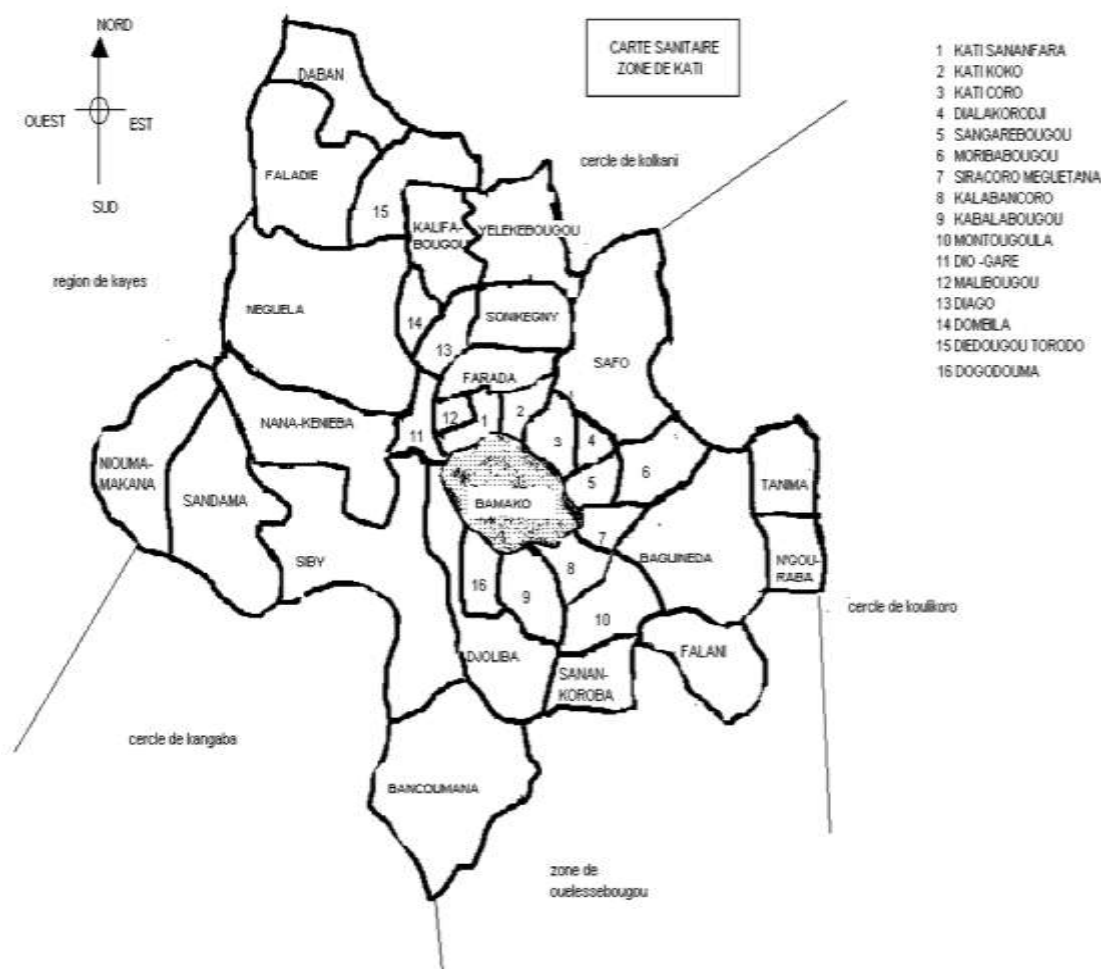 NORD
OUEST
EST
SUD
CARTE SANITAIRE
ZONE DE KATI
1 KATI SANANFARA
2 KATI KOKO
3 KATI CORO
4 DIALAKORODJI
5 SANGAREBOUGOU
6 MORIBABOUGOU
7 SIRACORO MEGUETANA
8 KALABANCORO
9 KABALABOUGOU
10 MONTOUGOULA
11 DIO -GARE
12 MALIBOUGOU
13 DIAGO
14 DOMBILA
15 DIEDOUGOU TORODO
16 DOGODOUMA
DABAN
cercle de kolkani
FALADIE
15
KALIFA-
BOUGOU
YELEKEBOUGOU
region de kayes
NEGUELA
14
SONIKEGNY
13
SAFO
FARADA
NANA-KENIEBA
12
1
2
11
3
4
NIOUMA-
MAKANA
SANDAMA
5
6
TANIMA
BAMAKO
7
SIBY
8
BAGUINEDA
N'GOU-
RABA
16
9
10
cercle de koulikoro
DJOLIBA
SANAN-
KOROBA
FALANI
cercle de kangaba
BANCOUMANA
zone de
ouelessebougou